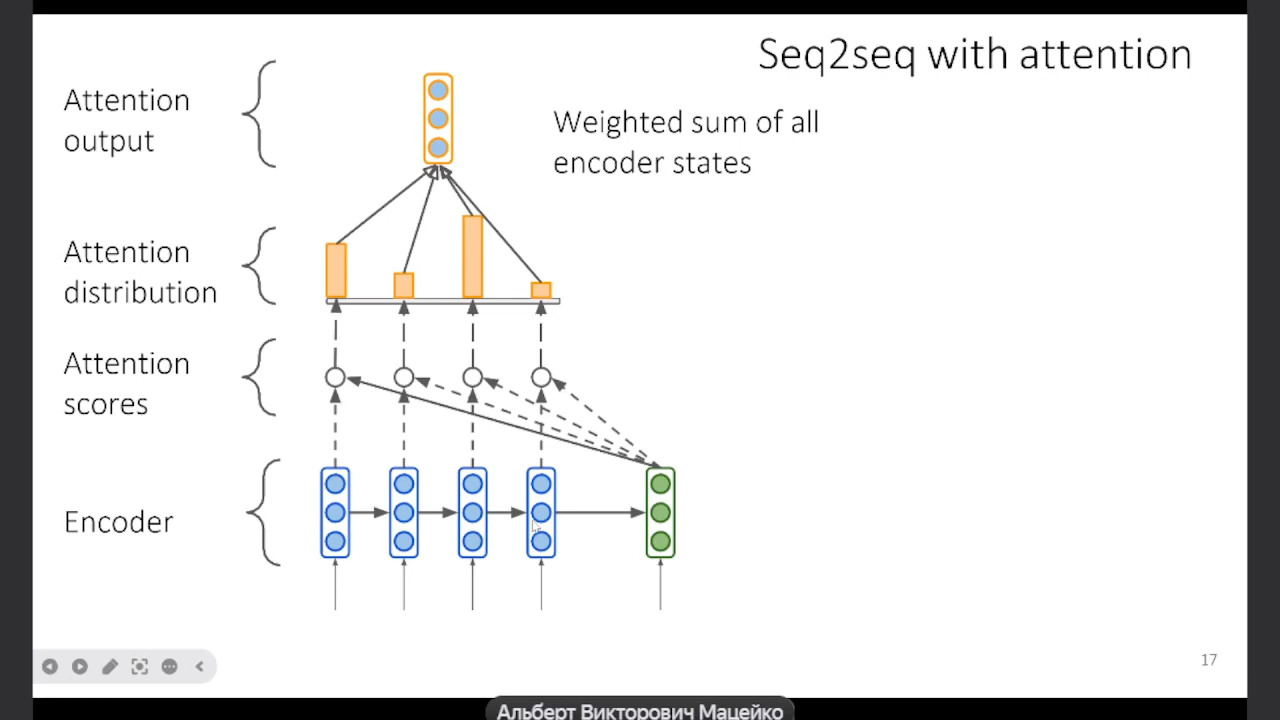 Seq2seq with attention
Attention
output
Weighted sum of all
encoder states
Attention
distribution
Attention
scores
Encoder
17
Альберт Викторович Мацейко